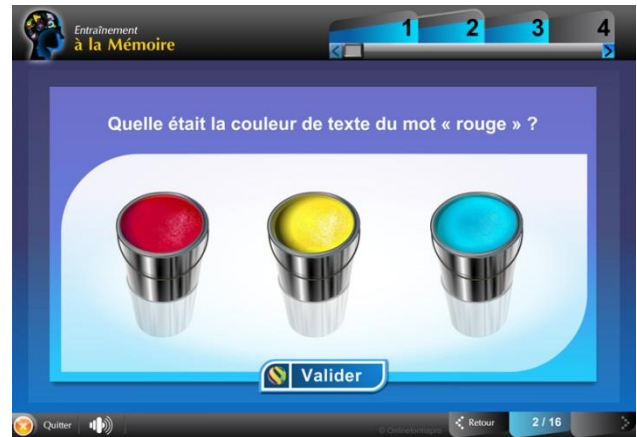 Entraînement
à la Mémoire
1 2 3 4
Quelle était la couleur de texte du mot « rouge » ?
Valider
Quitter
© Onlineformapro
Retour
2 / 16